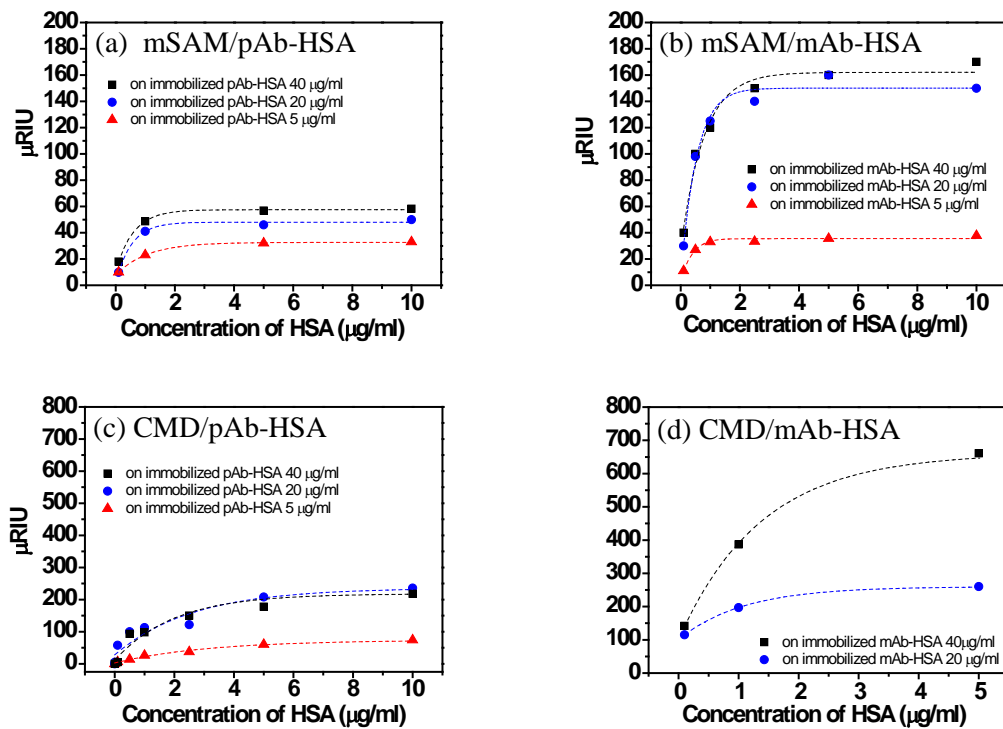 (a) mSAM/pAb-HSA
on immobilized pAb-HSA 40 μg/ml
on immobilized pAb-HSA 20 μg/ml
on immobilized pAb-HSA 5 μg/ml
200
180
160
140
120
100
80
60
40
20
0
μRIU
0 2 4 6 8 10
Concentration of HSA (μg/ml)
(b) mSAM/mAb-HSA
on immobilized mAb-HSA 40 μg/ml
on immobilized mAb-HSA 20 μg/ml
on immobilized mAb-HSA 5 μg/ml
200
180
160
140
120
100
80
60
40
20
0
0 2 4 6 8 10
Concentration of HSA (μg/ml)
(c) CMD/pAb-HSA
on immobilized pAb-HSA 40 μg/ml
on immobilized pAb-HSA 20 μg/ml
on immobilized pAb-HSA 5 μg/ml
800
700
600
500
400
300
200
100
0
μRIU
0 2 4 6 8 10
Concentration of HSA (μg/ml)
(d) CMD/mAb-HSA
800
700
600
500
400
300
200
100
0
on immobilized mAb-HSA 40μg/ml
on immobilized mAb-HSA 20 μg/ml
0 1 2 3 4 5
Concentration of HSA (μg/ml)